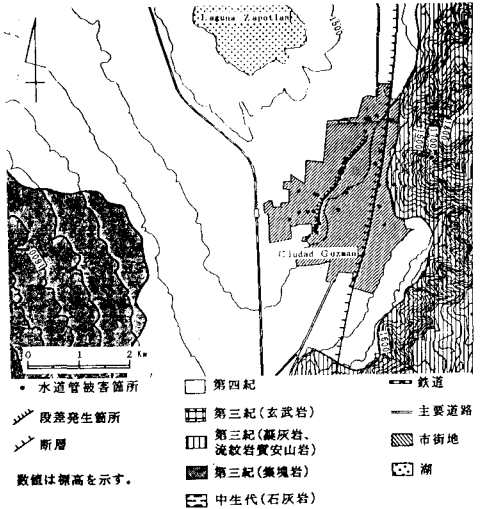 Laguna Zapotlan
1500
Ciudad Guzman
0 1 2 Km
• 水道管被害箇所
段差発生箇所
断層
数値は標高を示す。
第四紀
第三紀(玄武岩)
第三紀(凝灰岩、
流紋岩質安山岩)
第三紀(集塊岩)
中生代(石灰岩)
鉄道
主要道路
市街地
湖